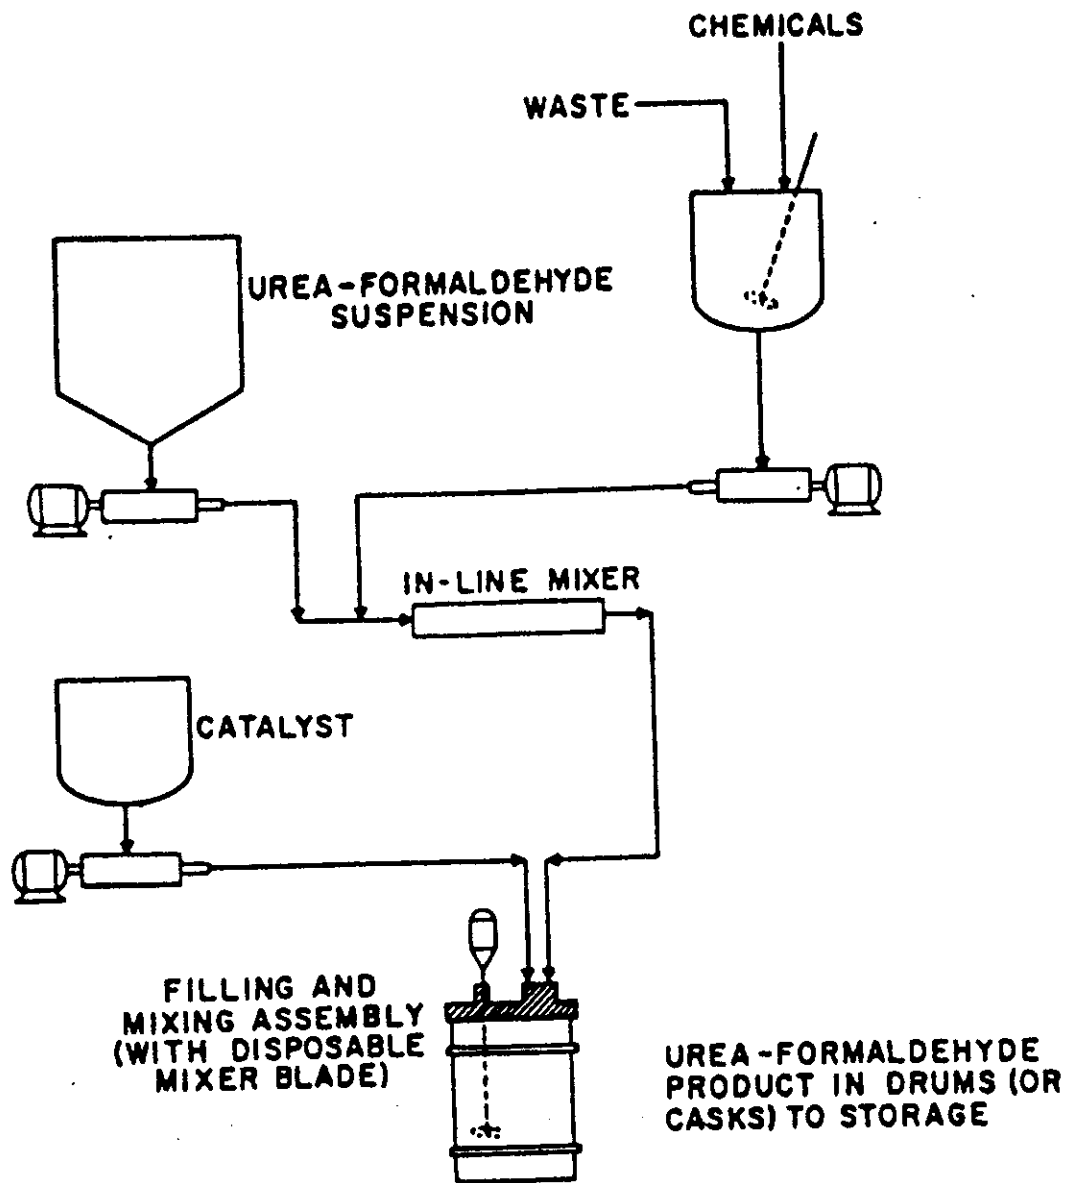 CHEMICALS
WASTE
UREA-FORMALDEHYDE
SUSPENSION
IN-LINE MIXER
CATALYST
FILLING AND
MIXING ASSEMBLY
(WITH DISPOSABLE
MIXER BLADE)
UREA-FORMALDEHYDE
PRODUCT IN DRUMS (OR
CASKS) TO STORAGE